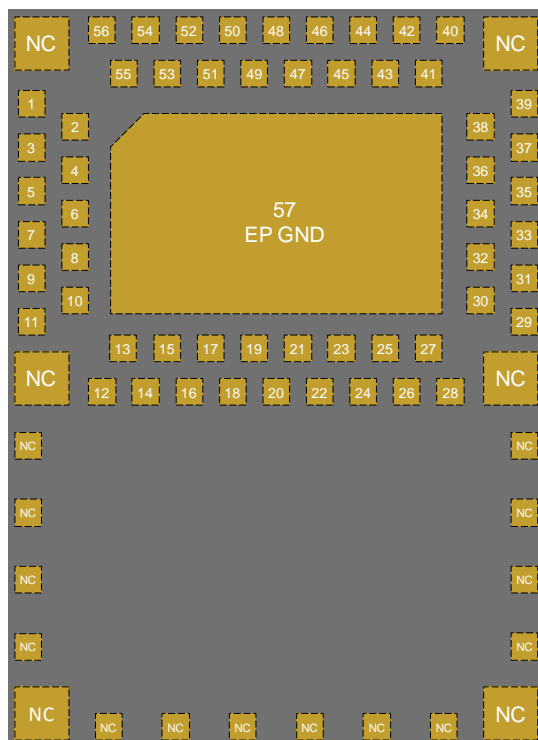 NC 56 54 52 50 48 46 44 42 40 NC
55 53 51 49 47 45 43 41
1 39
2 38
3 37
4 36
5 35
57
6 34
EP GND
7 33
8 32
9 31
10 30
11 29
13 15 17 19 21 23 25 27
NC NC
12 14 16 18 20 22 24 26 28
NC NC
NC NC
NC NC
NC NC
NC NC
NC NC NC NC NC NC